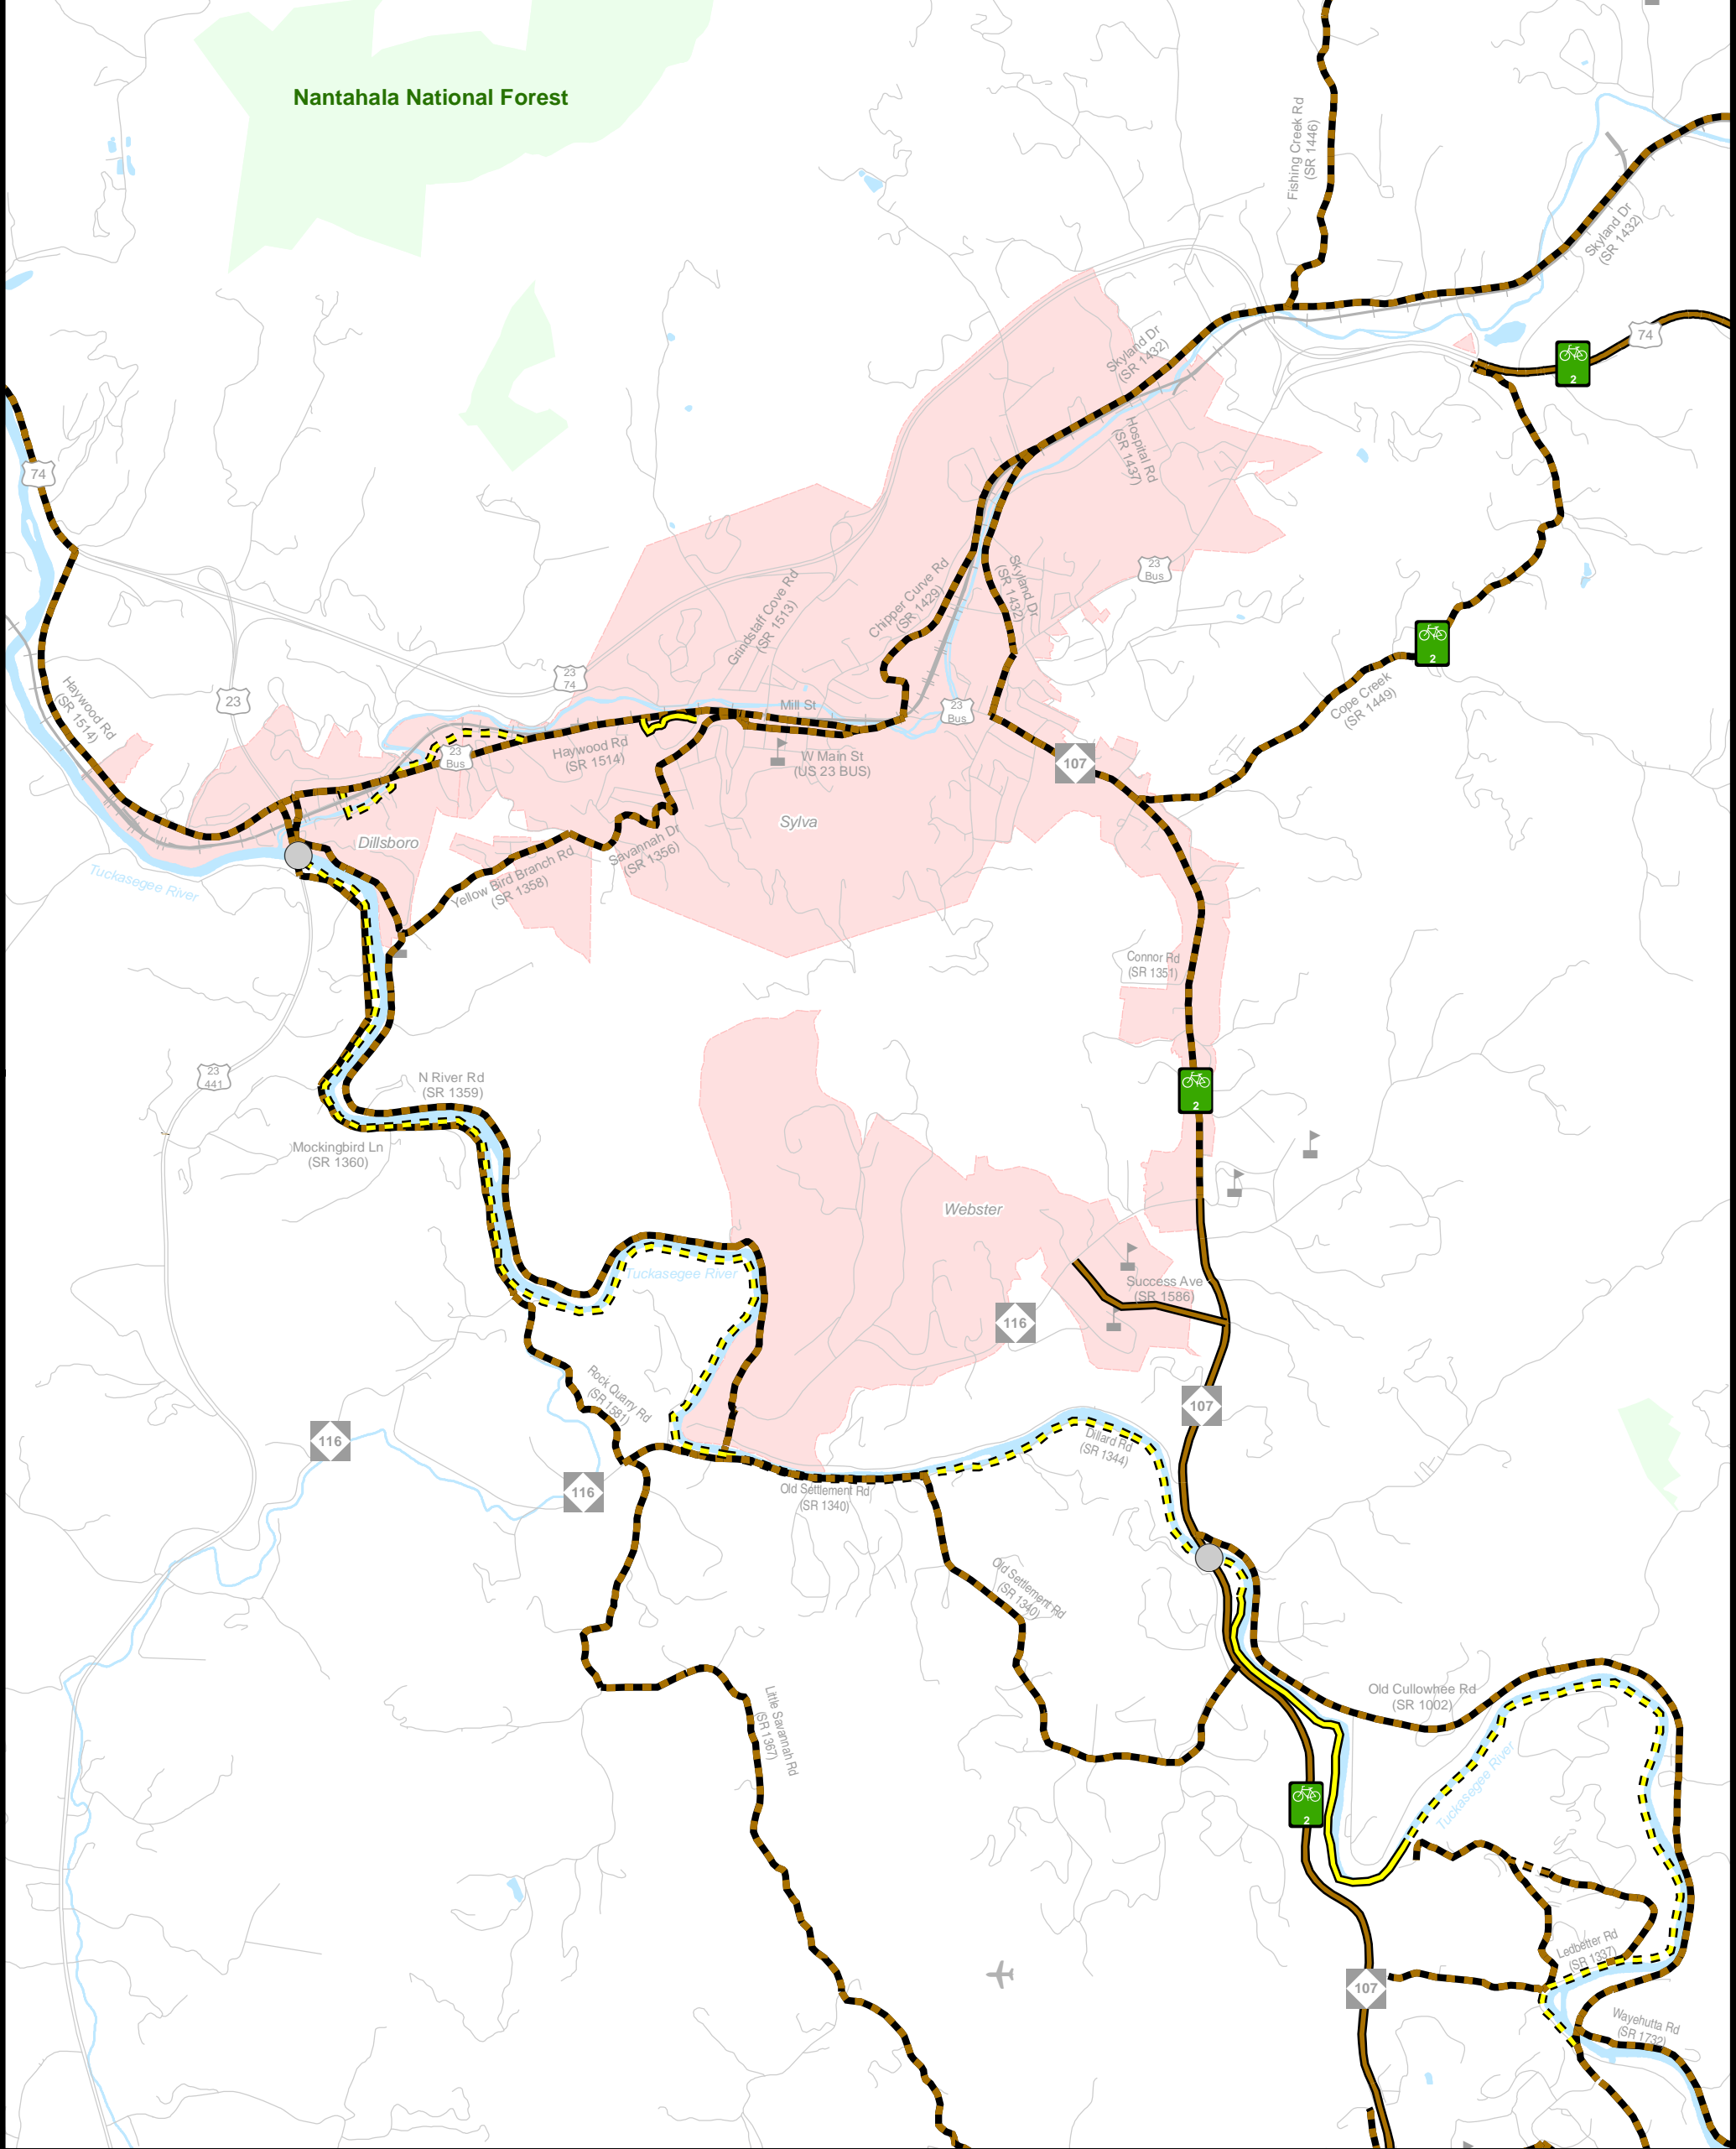 Nantahala National Forest
Fishing Creek Rd
(SR 1446)
Skyland Dr
(SR 1432)
74
2
Skyland Dr
(SR 1432)
Hospital Rd
(SR 1437)
74
23
Bus
Skyland Dr
(SR 1432)
Chipper Curve Rd
(SR 1429)
Grindstaff Cove Rd
(SR 1513)
2
Cope Creek
(SR 1449)
23
74
23
Haywood Rd
(SR 1514)
Mill St
23
Bus
Haywood Rd
(SR 1514)
23
Bus
W Main St
(US 23 BUS)
107
Sylva
Dillsboro
Savannah Dr
(SR 1356)
Yellow Bird Branch Rd
(SR 1358)
Tuckasegee River
Connor Rd
(SR 1351)
23
441
N River Rd
(SR 1359)
2
Mockingbird Ln
(SR 1360)
Webster
Tuckasegee River
Success Ave
(SR 1586)
116
Rock Quarry Rd
(SR 1581)
107
116
Dillard Rd
(SR 1344)
116
Old Settlement Rd
(SR 1340)
Old Settlement Rd
(SR 1340)
Old Cullowhee Rd
(SR 1002)
Little Savannah Rd
(SR 1367)
Tuckasegee River
2
Ledbetter Rd
(SR 1337)
107
Wayehutta Rd
(SR 1732)